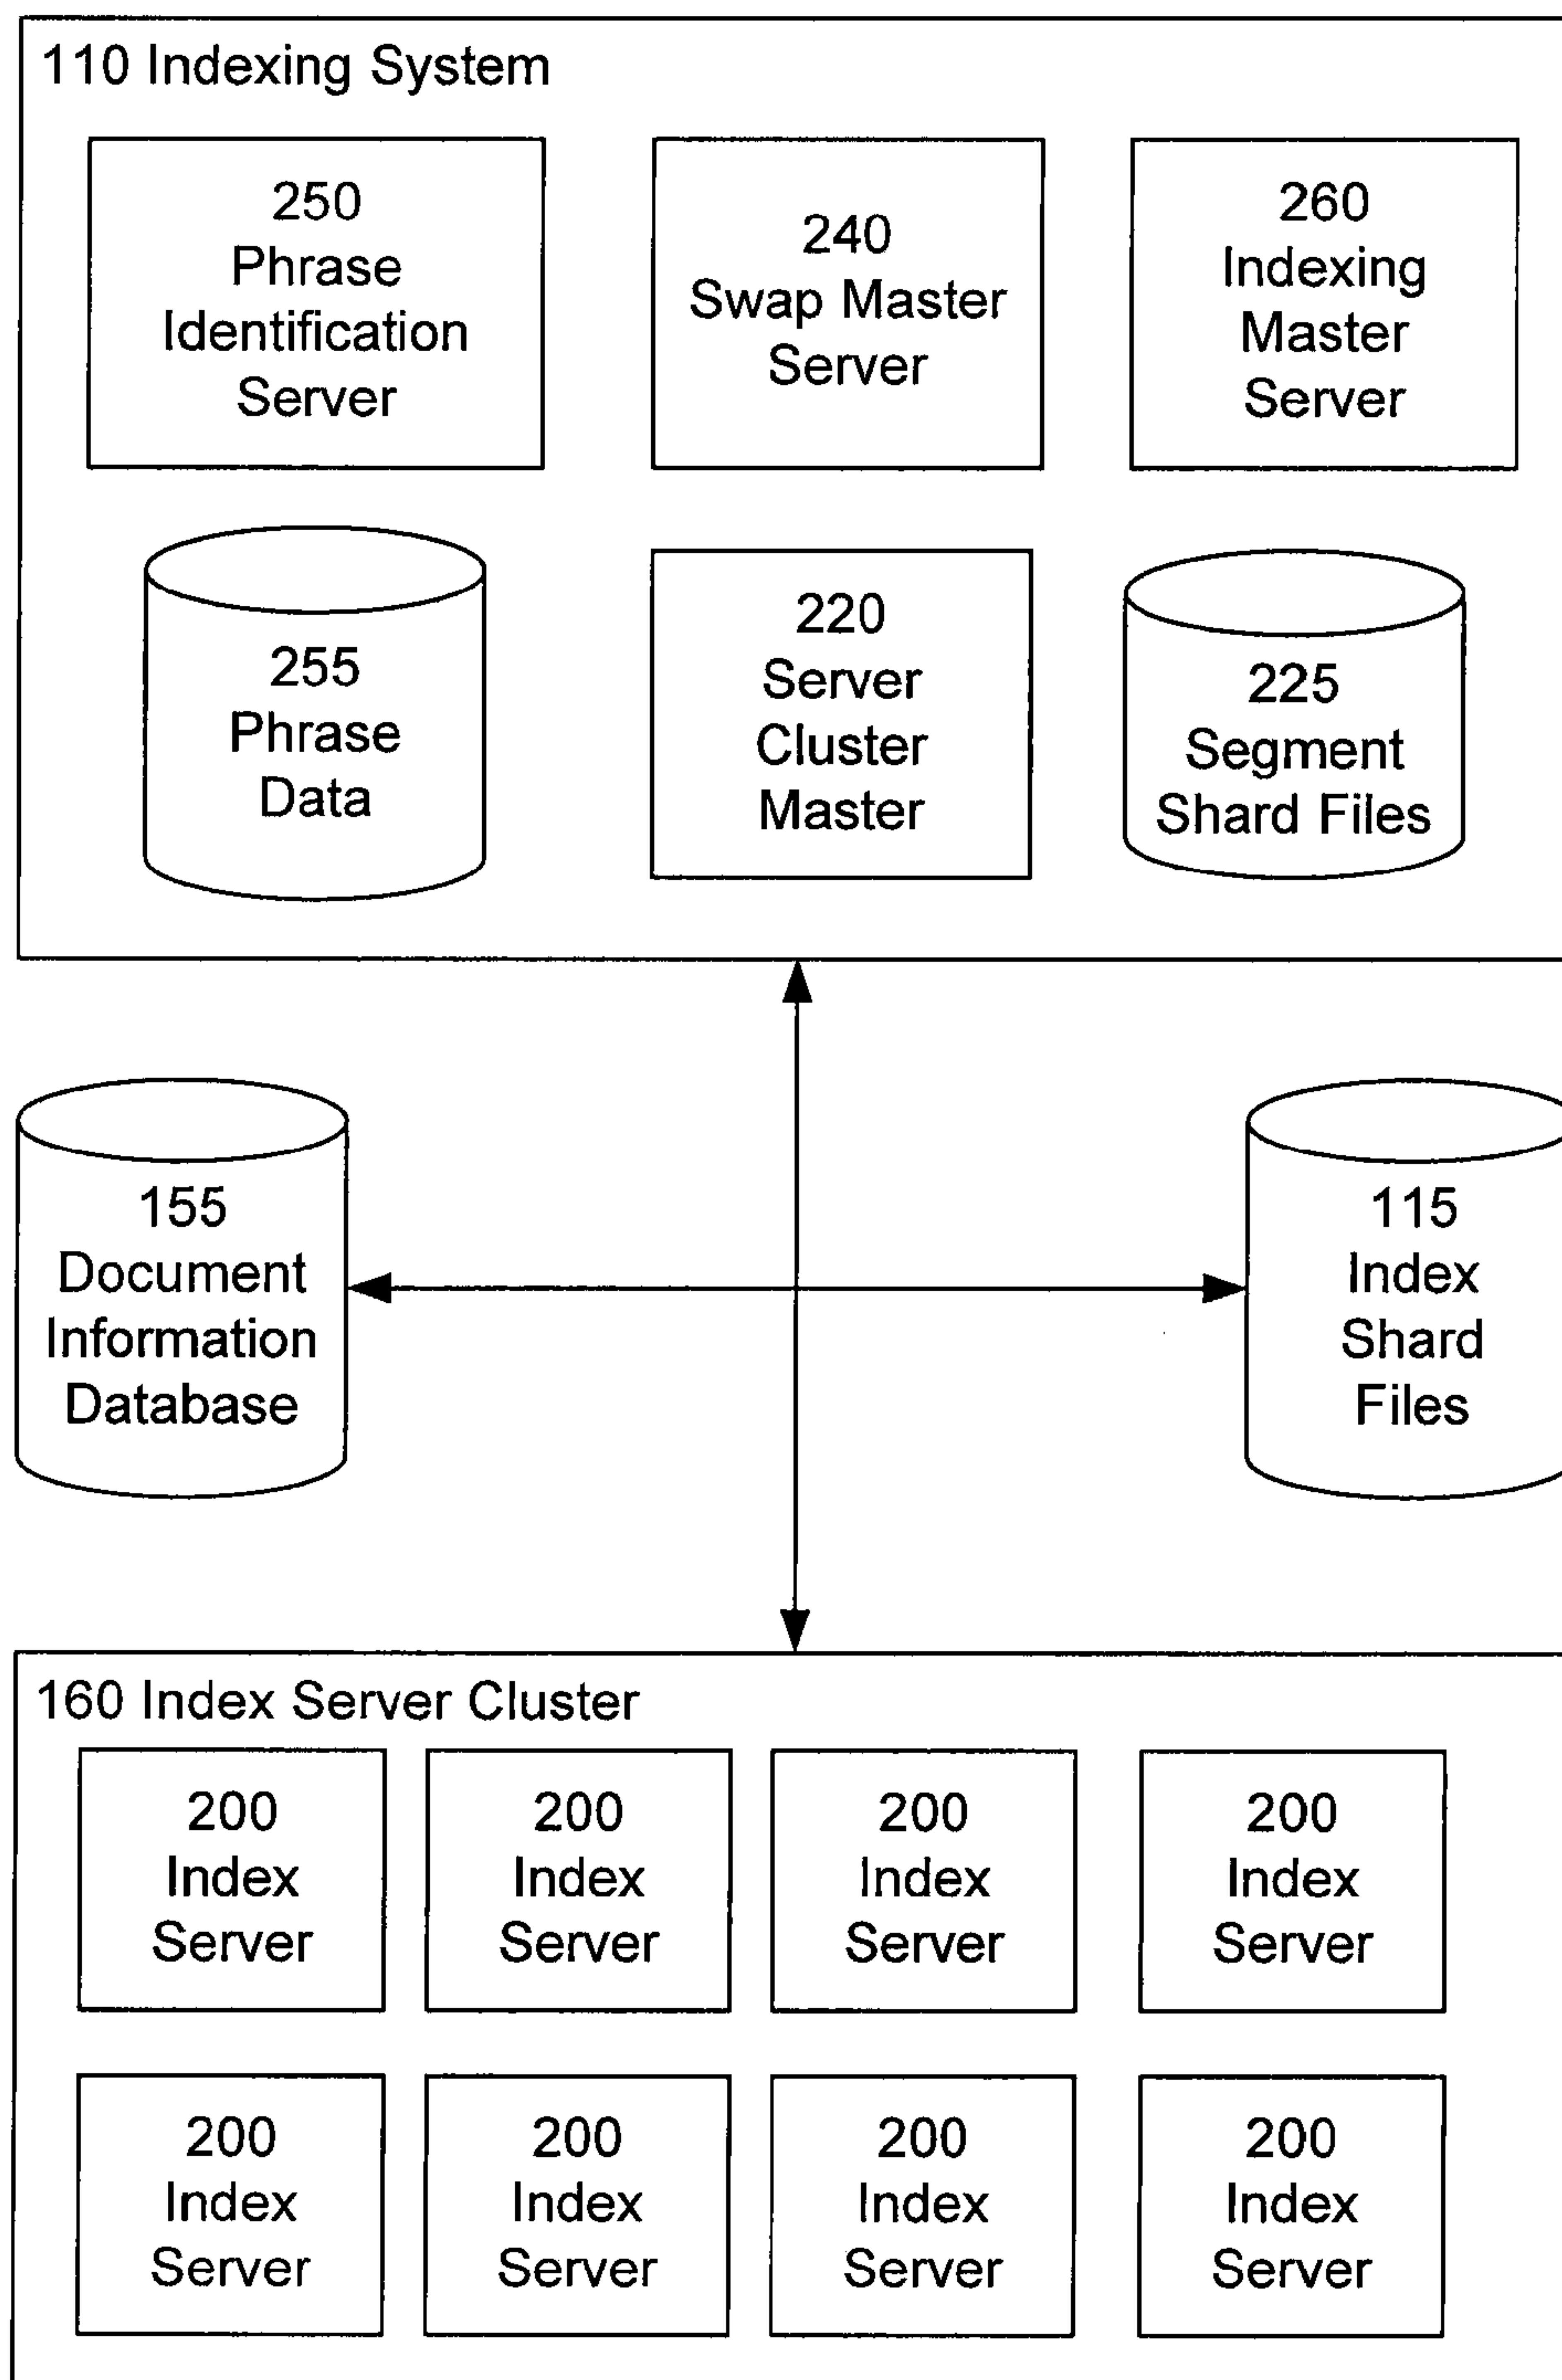 110 Indexing System
250
Phrase
Identification
Server
240
Swap Master
Server
260
Indexing
Master
Server
255
Phrase
Data
220
Server
Cluster
Master
225
Segment
Shard Files
155
Document
Information
Database
115
Index
Shard
Files
160 Index Server Cluster
200
Index
Server
200
Index
Server
200
Index
Server
200
Index
Server
200
Index
Server
200
Index
Server
200
Index
Server
200
Index
Server